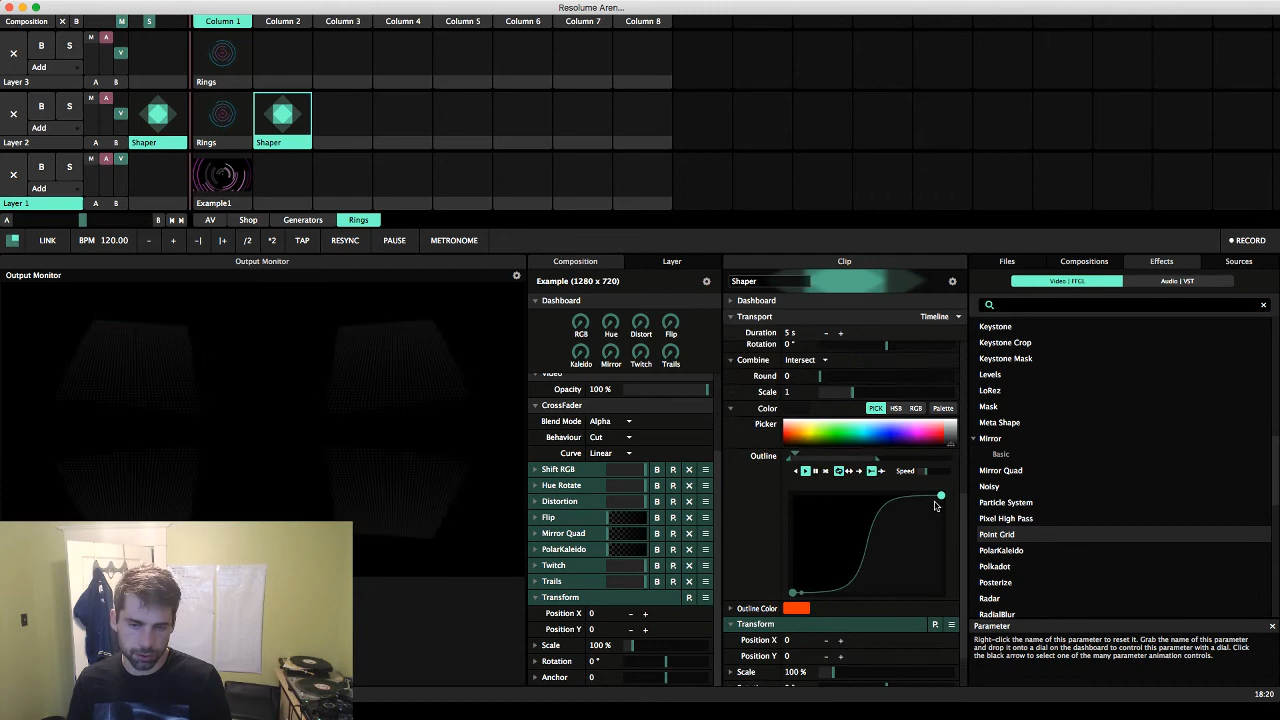 Resolume Aren...
Composition X B M S Column 1 Column 2 Column 3 Column 4 Column 5 Column 6 Column 7 Column 8
B S M A V
Add
Layer 3 A B Rings
B S M A V
Add
Layer 2 A B Shaper Rings Shaper
B S M A V
Add
Layer 1 A B Example1
A B AV Shop Generators Rings
LINK BPM 120.00 - + -| |+ /2 *2 TAP RESYNC PAUSE METRONOME RECORD
Output Monitor Composition Layer Clip Files Compositions Effects Sources
Output Monitor Example (1280 x 720) Shaper Video | FFGL Audio | VST
Dashboard
RGB Hue Distort Flip
Kaleido Mirror Twitch Trails
Video
Opacity 100 %
CrossFader
Blend Mode Alpha
Behaviour Cut
Curve Linear
Shift RGB B P. X
Hue Rotate B P. X
Distortion B P. X
Flip B P. X
Mirror Quad B P. X
PolarKaleido B P. X
Twitch B P. X
Trails B P. X
Transform P.
Position X 0 - +
Position Y 0 - +
Scale 100 %
Rotation 0 °
Anchor 0
Dashboard
Transport Timeline
Duration 5 s - +
Rotation 0 °
Combine Intersect
Round 0
Scale 1
Color PICK HSB RGB Palette
Picker
Outline
Speed
Outline Color
Transform P.
Position X 0 - +
Position Y 0 - +
Scale 100 %
Keystone
Keystone Crop
Keystone Mask
Levels
LoRez
Mask
Meta Shape
Mirror
Basic
Mirror Quad
Noisy
Particle System
Pixel High Pass
Point Grid
PolarKaleido
Polkadot
Posterize
Radar
RadialBlur
Parameter
Right-click the name of this parameter to reset it. Grab the name of this parameter
and drop it onto a dial on the dashboard to control this parameter with a dial. Click
the black arrow to select one of the many parameter animation controls.
18:20